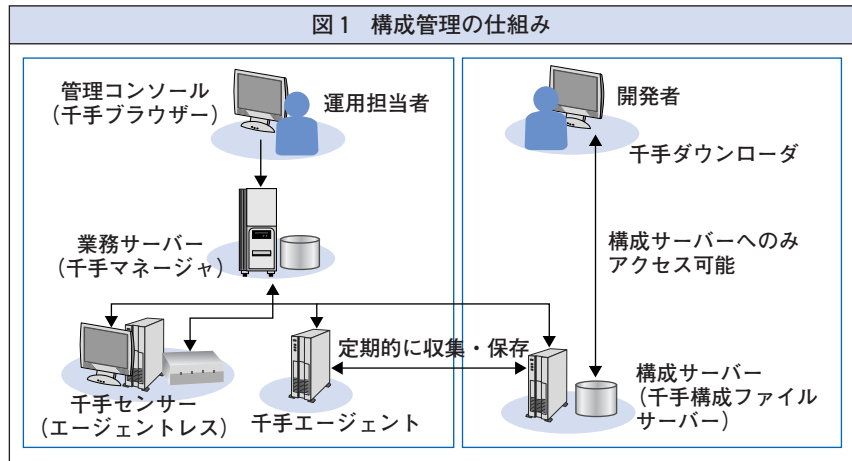 図1 構成管理の仕組み
管理コンソール
(千手ブラウザー)
運用担当者
開発者
千手ダウンローダ
業務サーバー
(千手マネージャ)
構成サーバーへのみ
アクセス可能
定期的に収集・保存
千手センサー
(エージェントレス)
千手エージェント
構成サーバー
(千手構成ファイル
サーバー)